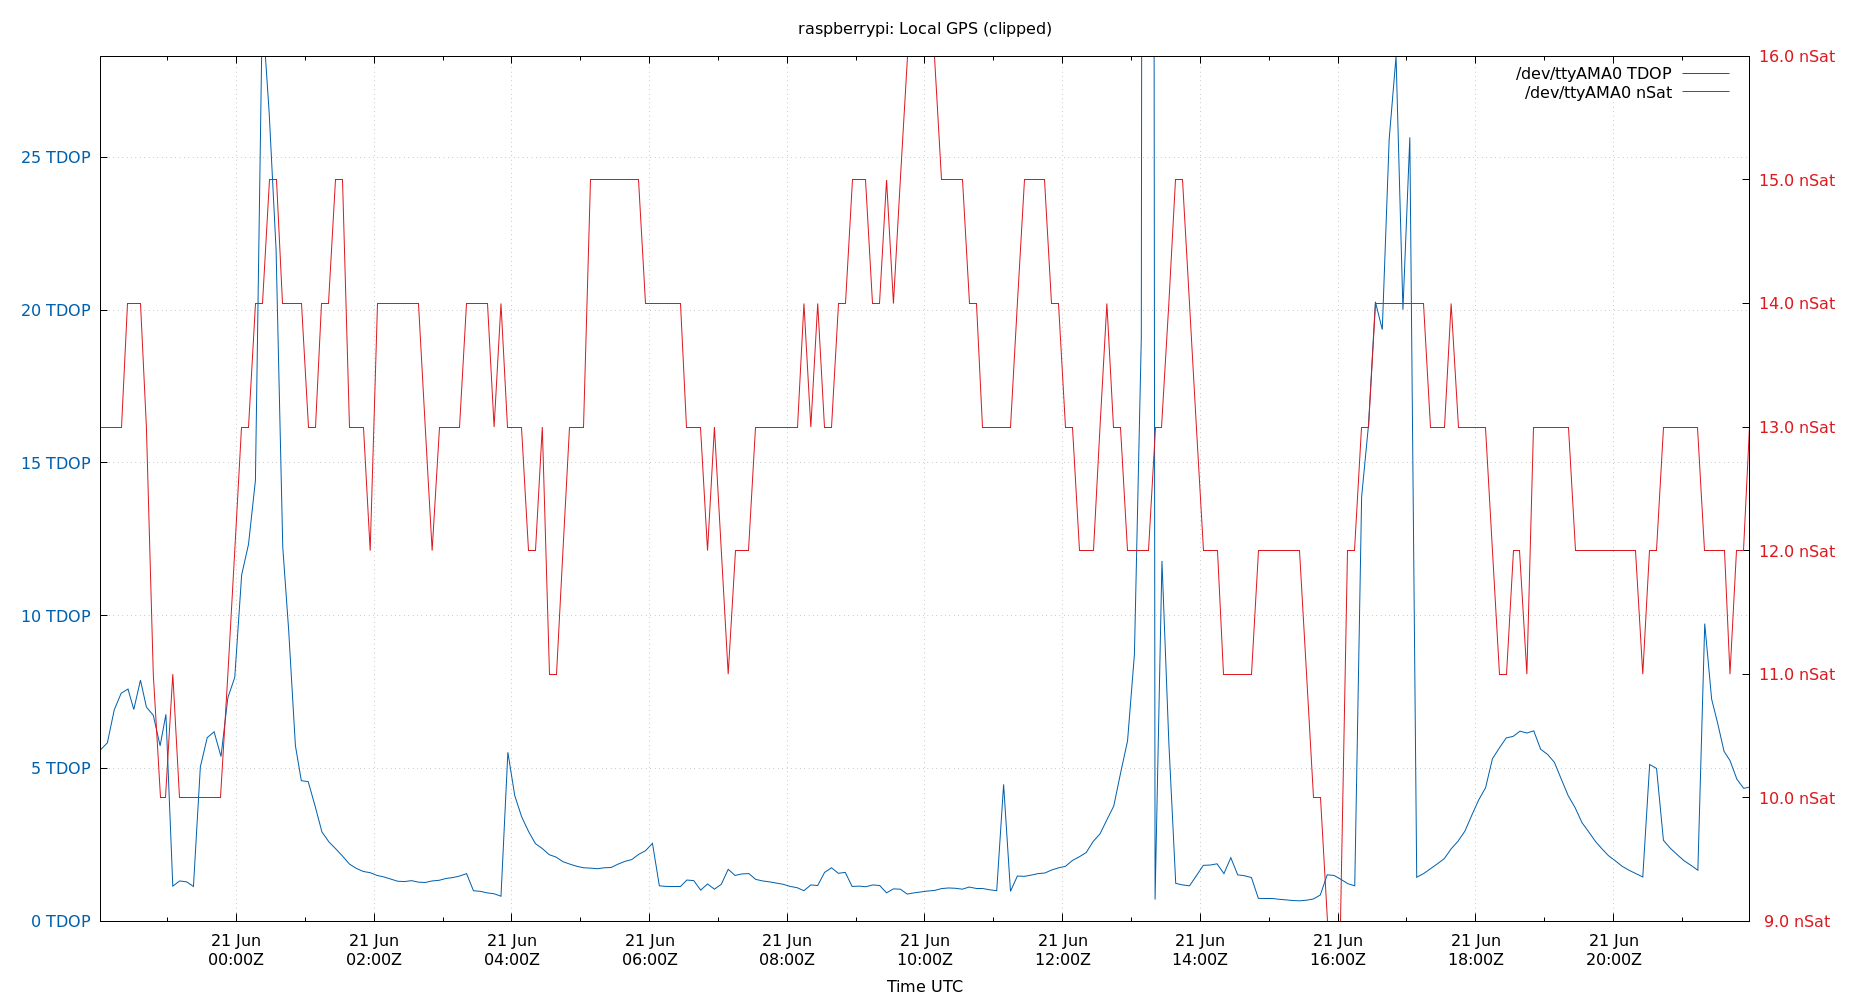 raspberrypi: Local GPS (clipped)
/dev/ttyAMA0 TDOP
/dev/ttyAMA0 nSat
25 TDOP
20 TDOP
15 TDOP
10 TDOP
5 TDOP
0 TDOP
16.0 nSat
15.0 nSat
14.0 nSat
13.0 nSat
12.0 nSat
11.0 nSat
10.0 nSat
9.0 nSat
21 Jun
00:00Z
21 Jun
02:00Z
21 Jun
04:00Z
21 Jun
06:00Z
21 Jun
08:00Z
21 Jun
10:00Z
21 Jun
12:00Z
21 Jun
14:00Z
21 Jun
16:00Z
21 Jun
18:00Z
21 Jun
20:00Z
Time UTC